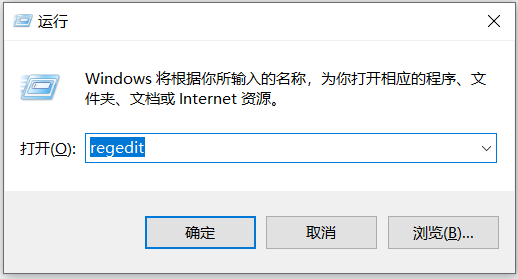 运行
Windows 将根据你所输入的名称，为你打开相应的程序、文
件夹、文档或 Internet 资源。
打开(O): regedit
确定 取消 浏览(B)...